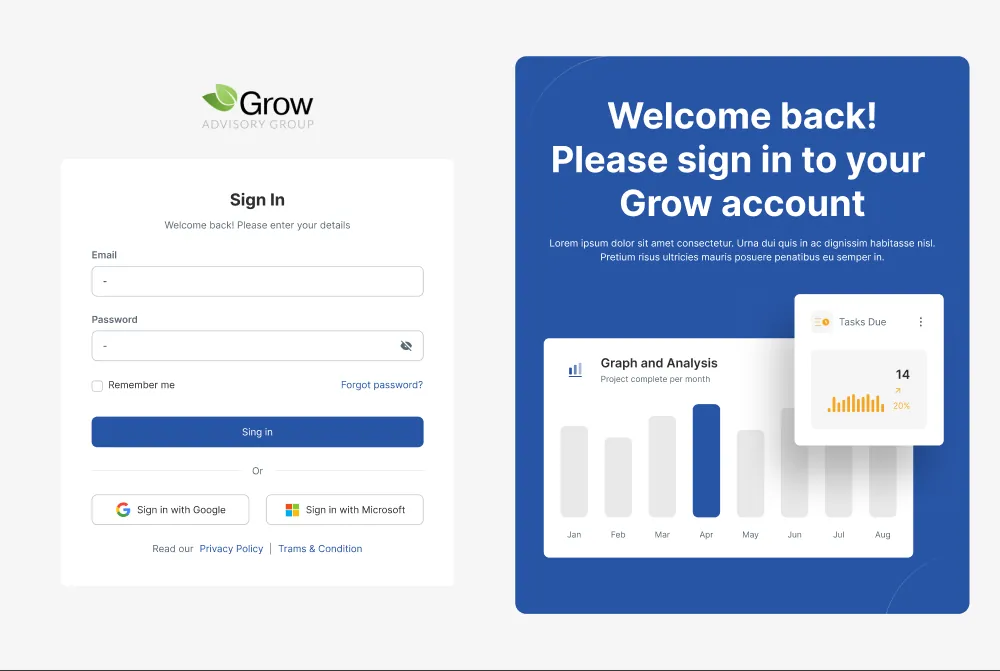 Grow
ADVISORY GROUP
Sign In
Welcome back! Please enter your details
Email
-
Password
-
Remember me
Forgot password?
Sing in
Or
Sign in with Google
Sign in with Microsoft
Read our Privacy Policy | Trams & Condition
Welcome back!
Please sign in to your
Grow account
Lorem ipsum dolor sit amet consectetur. Urna dui quis in ac dignissim habitasse nisl.
Pretium risus ultricies mauris posuere penatibus eu semper in.
Tasks Due
14
20%
Graph and Analysis
Project complete per month
Jan Feb Mar Apr May Jun Jul Aug